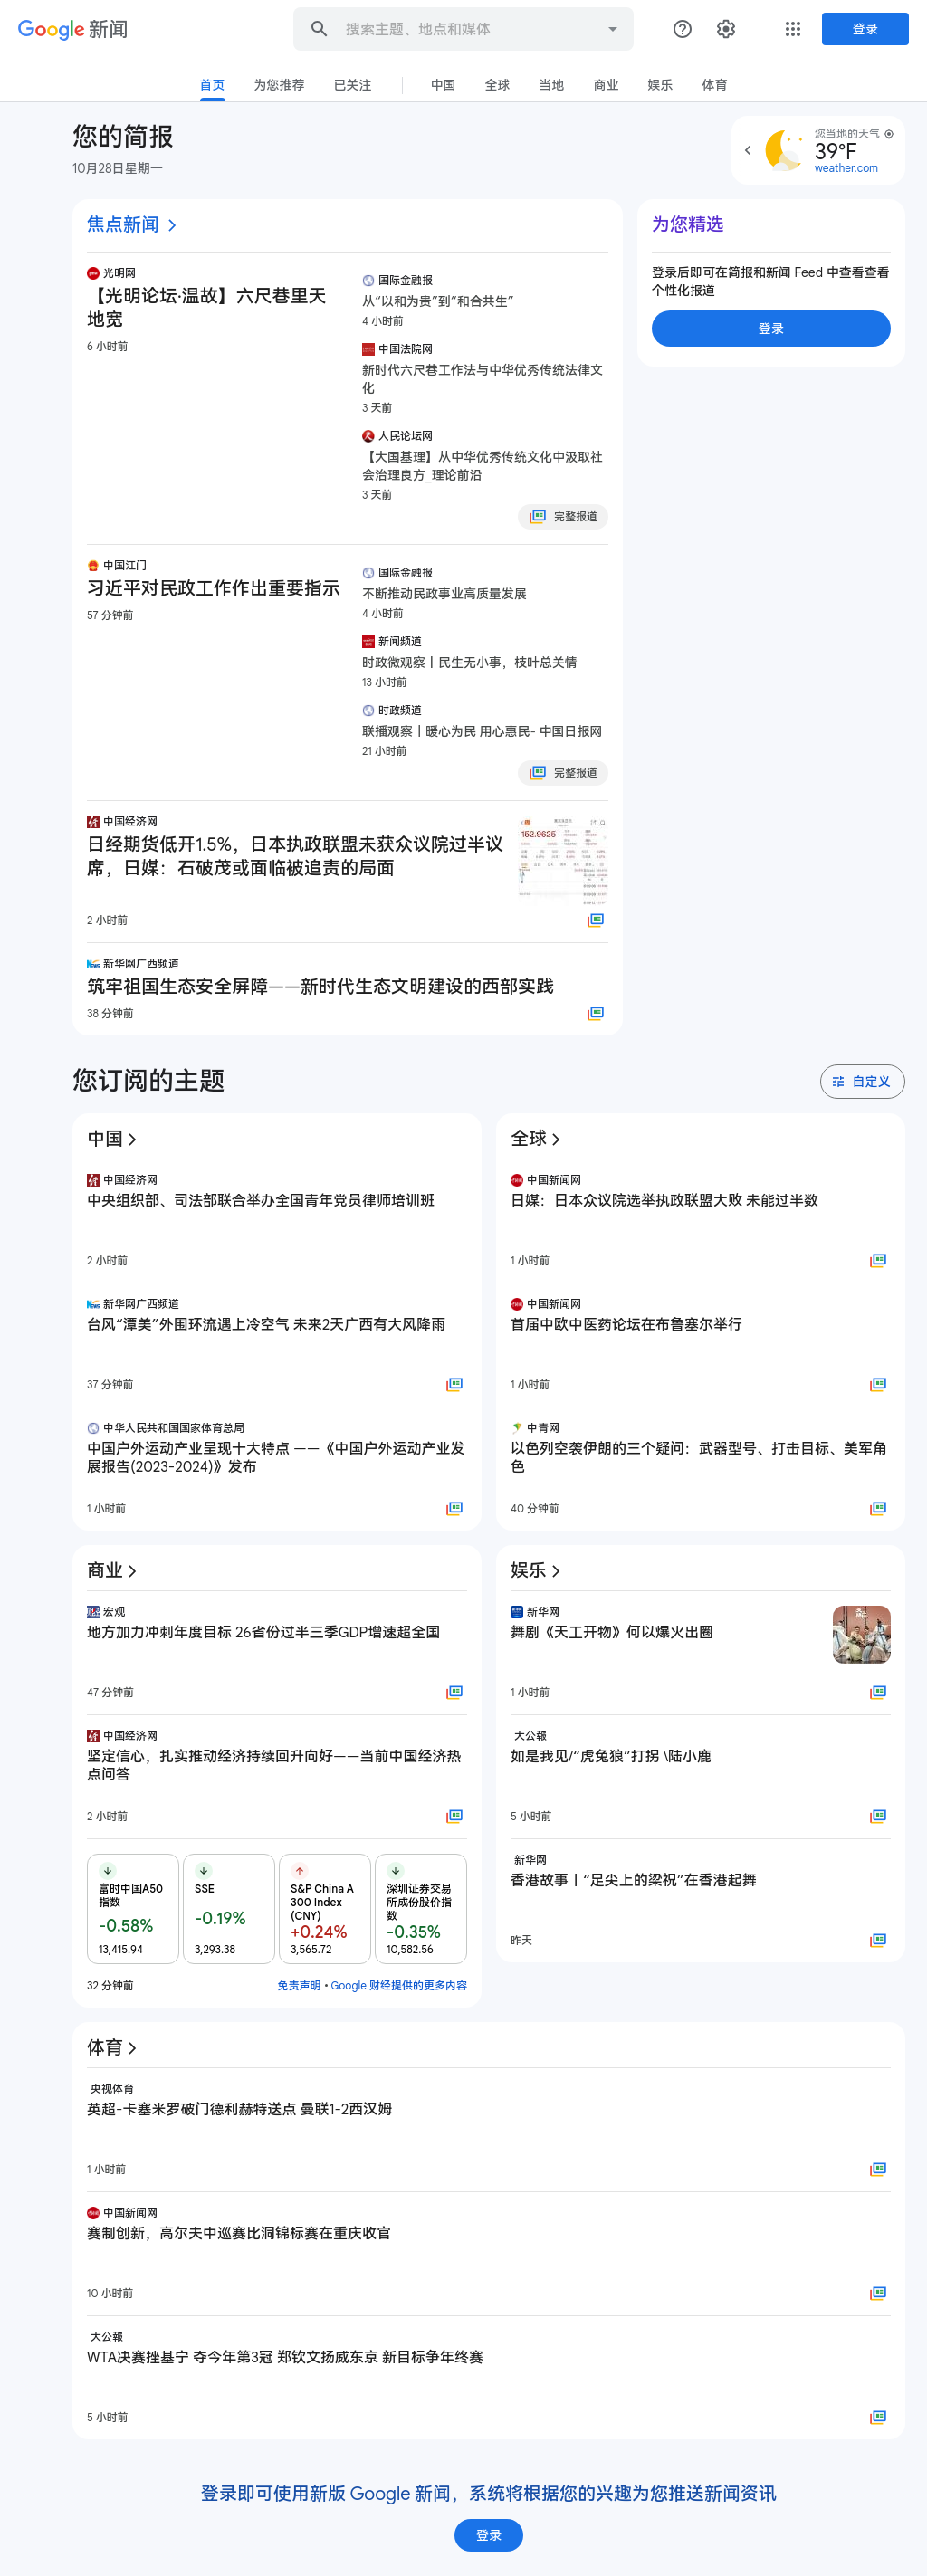 Google 新闻
搜索主题、地点和媒体
登录
首页
为您推荐
已关注
中国
全球
当地
商业
娱乐
体育
您的简报
10月28日星期一
您当地的天气
39°F
weather.com
焦点新闻
光明网
【光明论坛·温故】六尺巷里天
地宽
6 小时前
国际金融报
从“以和为贵”到“和合共生”
4 小时前
中国法院网
新时代六尺巷工作法与中华优秀传统法律文
化
3 天前
人民论坛网
【大国基理】从中华优秀传统文化中汲取社
会治理良方_理论前沿
3 天前
完整报道
中国江门
习近平对民政工作作出重要指示
57 分钟前
国际金融报
不断推动民政事业高质量发展
4 小时前
新闻频道
时政微观察丨民生无小事，枝叶总关情
13 小时前
时政频道
联播观察丨暖心为民 用心惠民- 中国日报网
21 小时前
完整报道
中国经济网
日经期货低开1.5%，日本执政联盟未获众议院过半议
席，日媒：石破茂或面临被追责的局面
152.9625
2 小时前
新华网广西频道
筑牢祖国生态安全屏障——新时代生态文明建设的西部实践
38 分钟前
为您精选
登录后即可在简报和新闻 Feed 中查看查看
个性化报道
登录
您订阅的主题
自定义
中国
中国经济网
中央组织部、司法部联合举办全国青年党员律师培训班
2 小时前
新华网广西频道
台风“潭美”外围环流遇上冷空气 未来2天广西有大风降雨
37 分钟前
中华人民共和国国家体育总局
中国户外运动产业呈现十大特点 ——《中国户外运动产业发
展报告(2023-2024)》发布
1 小时前
全球
中国新闻网
日媒：日本众议院选举执政联盟大败 未能过半数
1 小时前
中国新闻网
首届中欧中医药论坛在布鲁塞尔举行
1 小时前
中青网
以色列空袭伊朗的三个疑问：武器型号、打击目标、美军角
色
40 分钟前
商业
宏观
地方加力冲刺年度目标 26省份过半三季GDP增速超全国
47 分钟前
中国经济网
坚定信心，扎实推动经济持续回升向好——当前中国经济热
点问答
2 小时前
富时中国A50
指数
-0.58%
13,415.94
SSE
-0.19%
3,293.38
S&P China A
300 Index
(CNY)
+0.24%
3,565.72
深圳证券交易
所成份股价指
数
-0.35%
10,582.56
32 分钟前
免责声明 • Google 财经提供的更多内容
娱乐
新华网
舞剧《天工开物》何以爆火出圈
1 小时前
大公報
如是我见/“虎兔狼”打拐 \陆小鹿
5 小时前
新华网
香港故事丨“足尖上的梁祝”在香港起舞
昨天
体育
央视体育
英超-卡塞米罗破门德利赫特送点 曼联1-2西汉姆
1 小时前
中国新闻网
赛制创新，高尔夫中巡赛比洞锦标赛在重庆收官
10 小时前
大公報
WTA决赛挫基宁 夺今年第3冠 郑钦文扬威东京 新目标争年终赛
5 小时前
登录即可使用新版 Google 新闻，系统将根据您的兴趣为您推送新闻资讯
登录